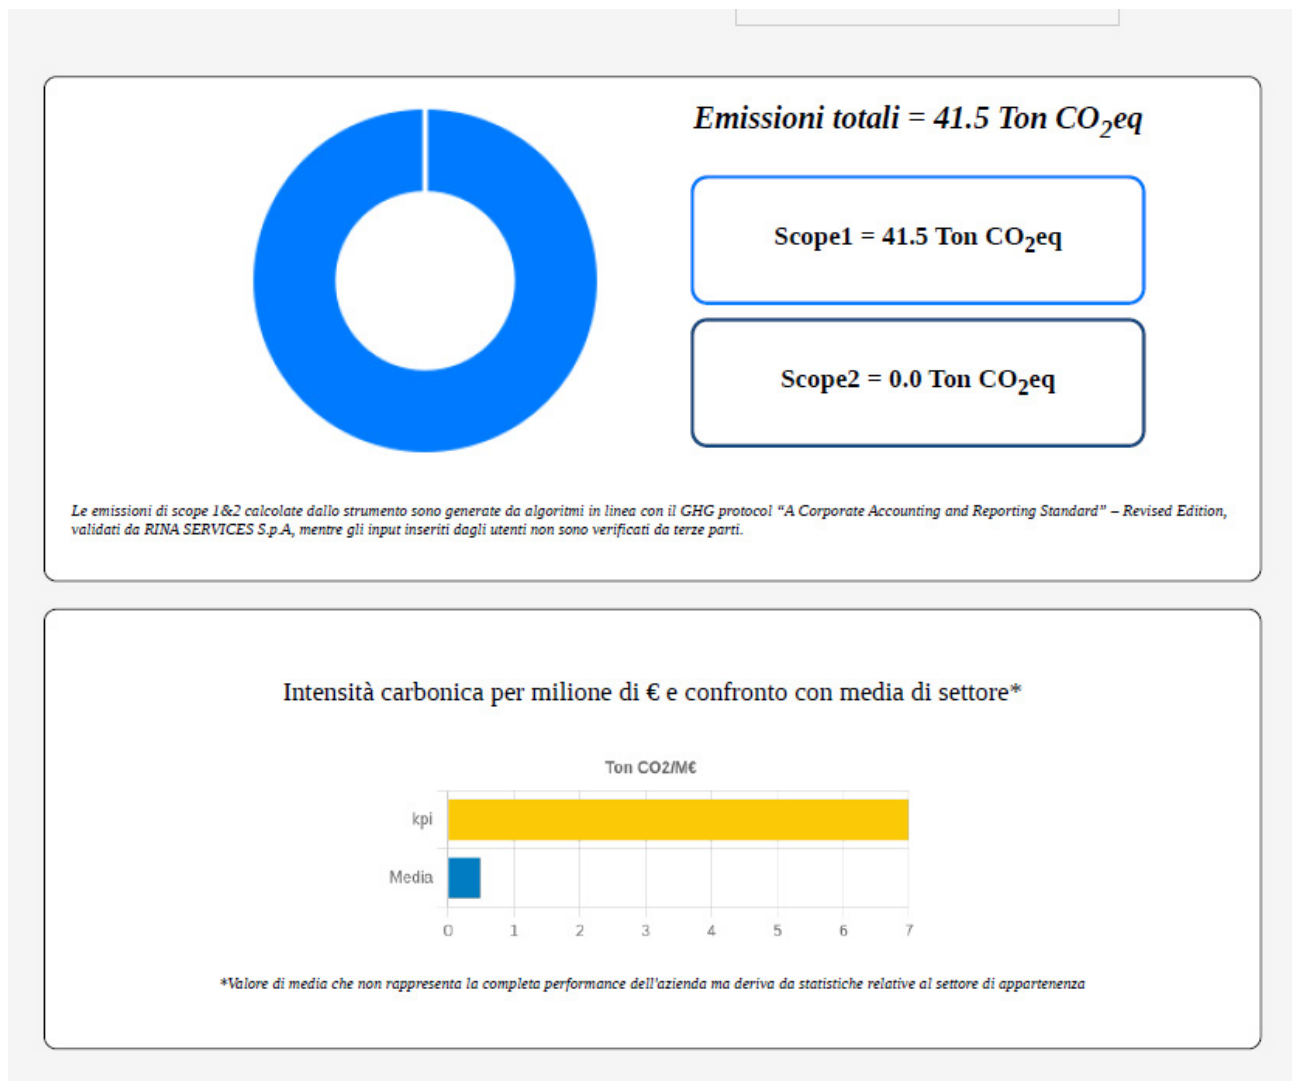 Emissioni totali = 41.5 Ton CO₂eq
Scope1 = 41.5 Ton CO₂eq
Scope2 = 0.0 Ton CO₂eq
Le emissioni di scope 1&2 calcolate dallo strumento sono generate da algoritmi in linea con il GHG protocol “A Corporate Accounting and Reporting Standard” – Revised Edition,
validati da RINA SERVICES S.p.A, mentre gli input inseriti dagli utenti non sono verificati da terze parti.
Intensità carbonica per milione di € e confronto con media di settore*
Ton CO2/M€
kpi
Media
0 1 2 3 4 5 6 7
*Valore di media che non rappresenta la completa performance dell'azienda ma deriva da statistiche relative al settore di appartenenza